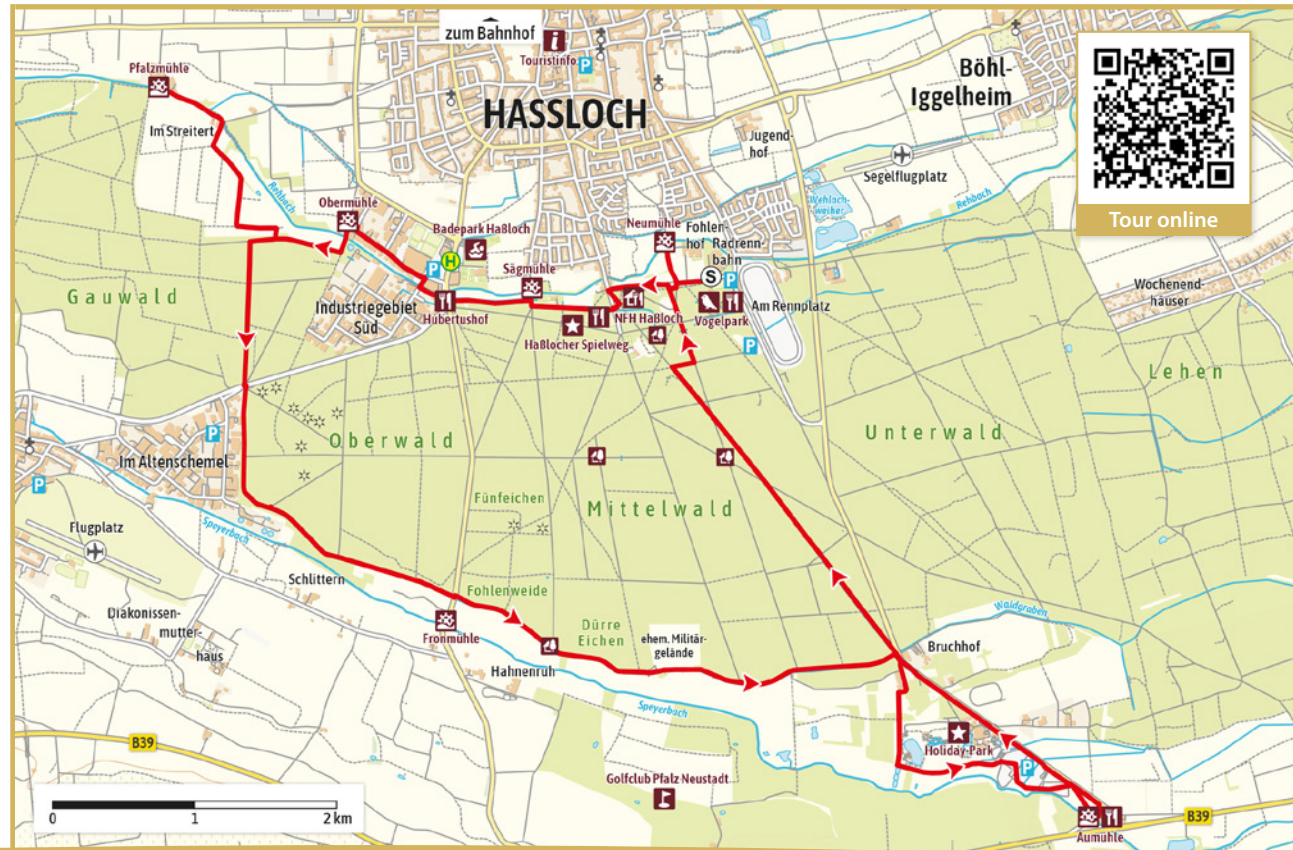 zum Bahnhof
Touristinfo
P
HASSLOCH
Böhl-
Iggelheim
Tour online
Pfalzmühle
Im Streitert
Rehbach
Jugend-
hof
Segelflugplatz
Wehlach-
weiher
Rehbach
Obermühle
Badepark Haßloch
H
P
Neumühle
Fohlen-
hof
Radrenn-
bahn
S
P
Sägmühle
Industriegebiet
Süd
Hubertushof
Haßlocher Spielweg
NFH Haßloch
Vogelpark
Am Rennplatz
P
Wochenend-
häuser
Gauwald
Lehen
Oberwald
Unterwald
Mittelwald
P
Im Altenschemel
P
Fünfeichen
Flugplatz
Speyerbach
Schlittern
Fohlenweide
Diakonissen-
mutter-
haus
Fronmühle
Dürre
Eichen
ehem. Militär-
gelände
Hahnenruh
Waldgraben
Bruchhof
Speyerbach
Holiday-Park
P
B39
Golfclub Pfalz Neustadt
Aumühle
B39
0 1 2 km